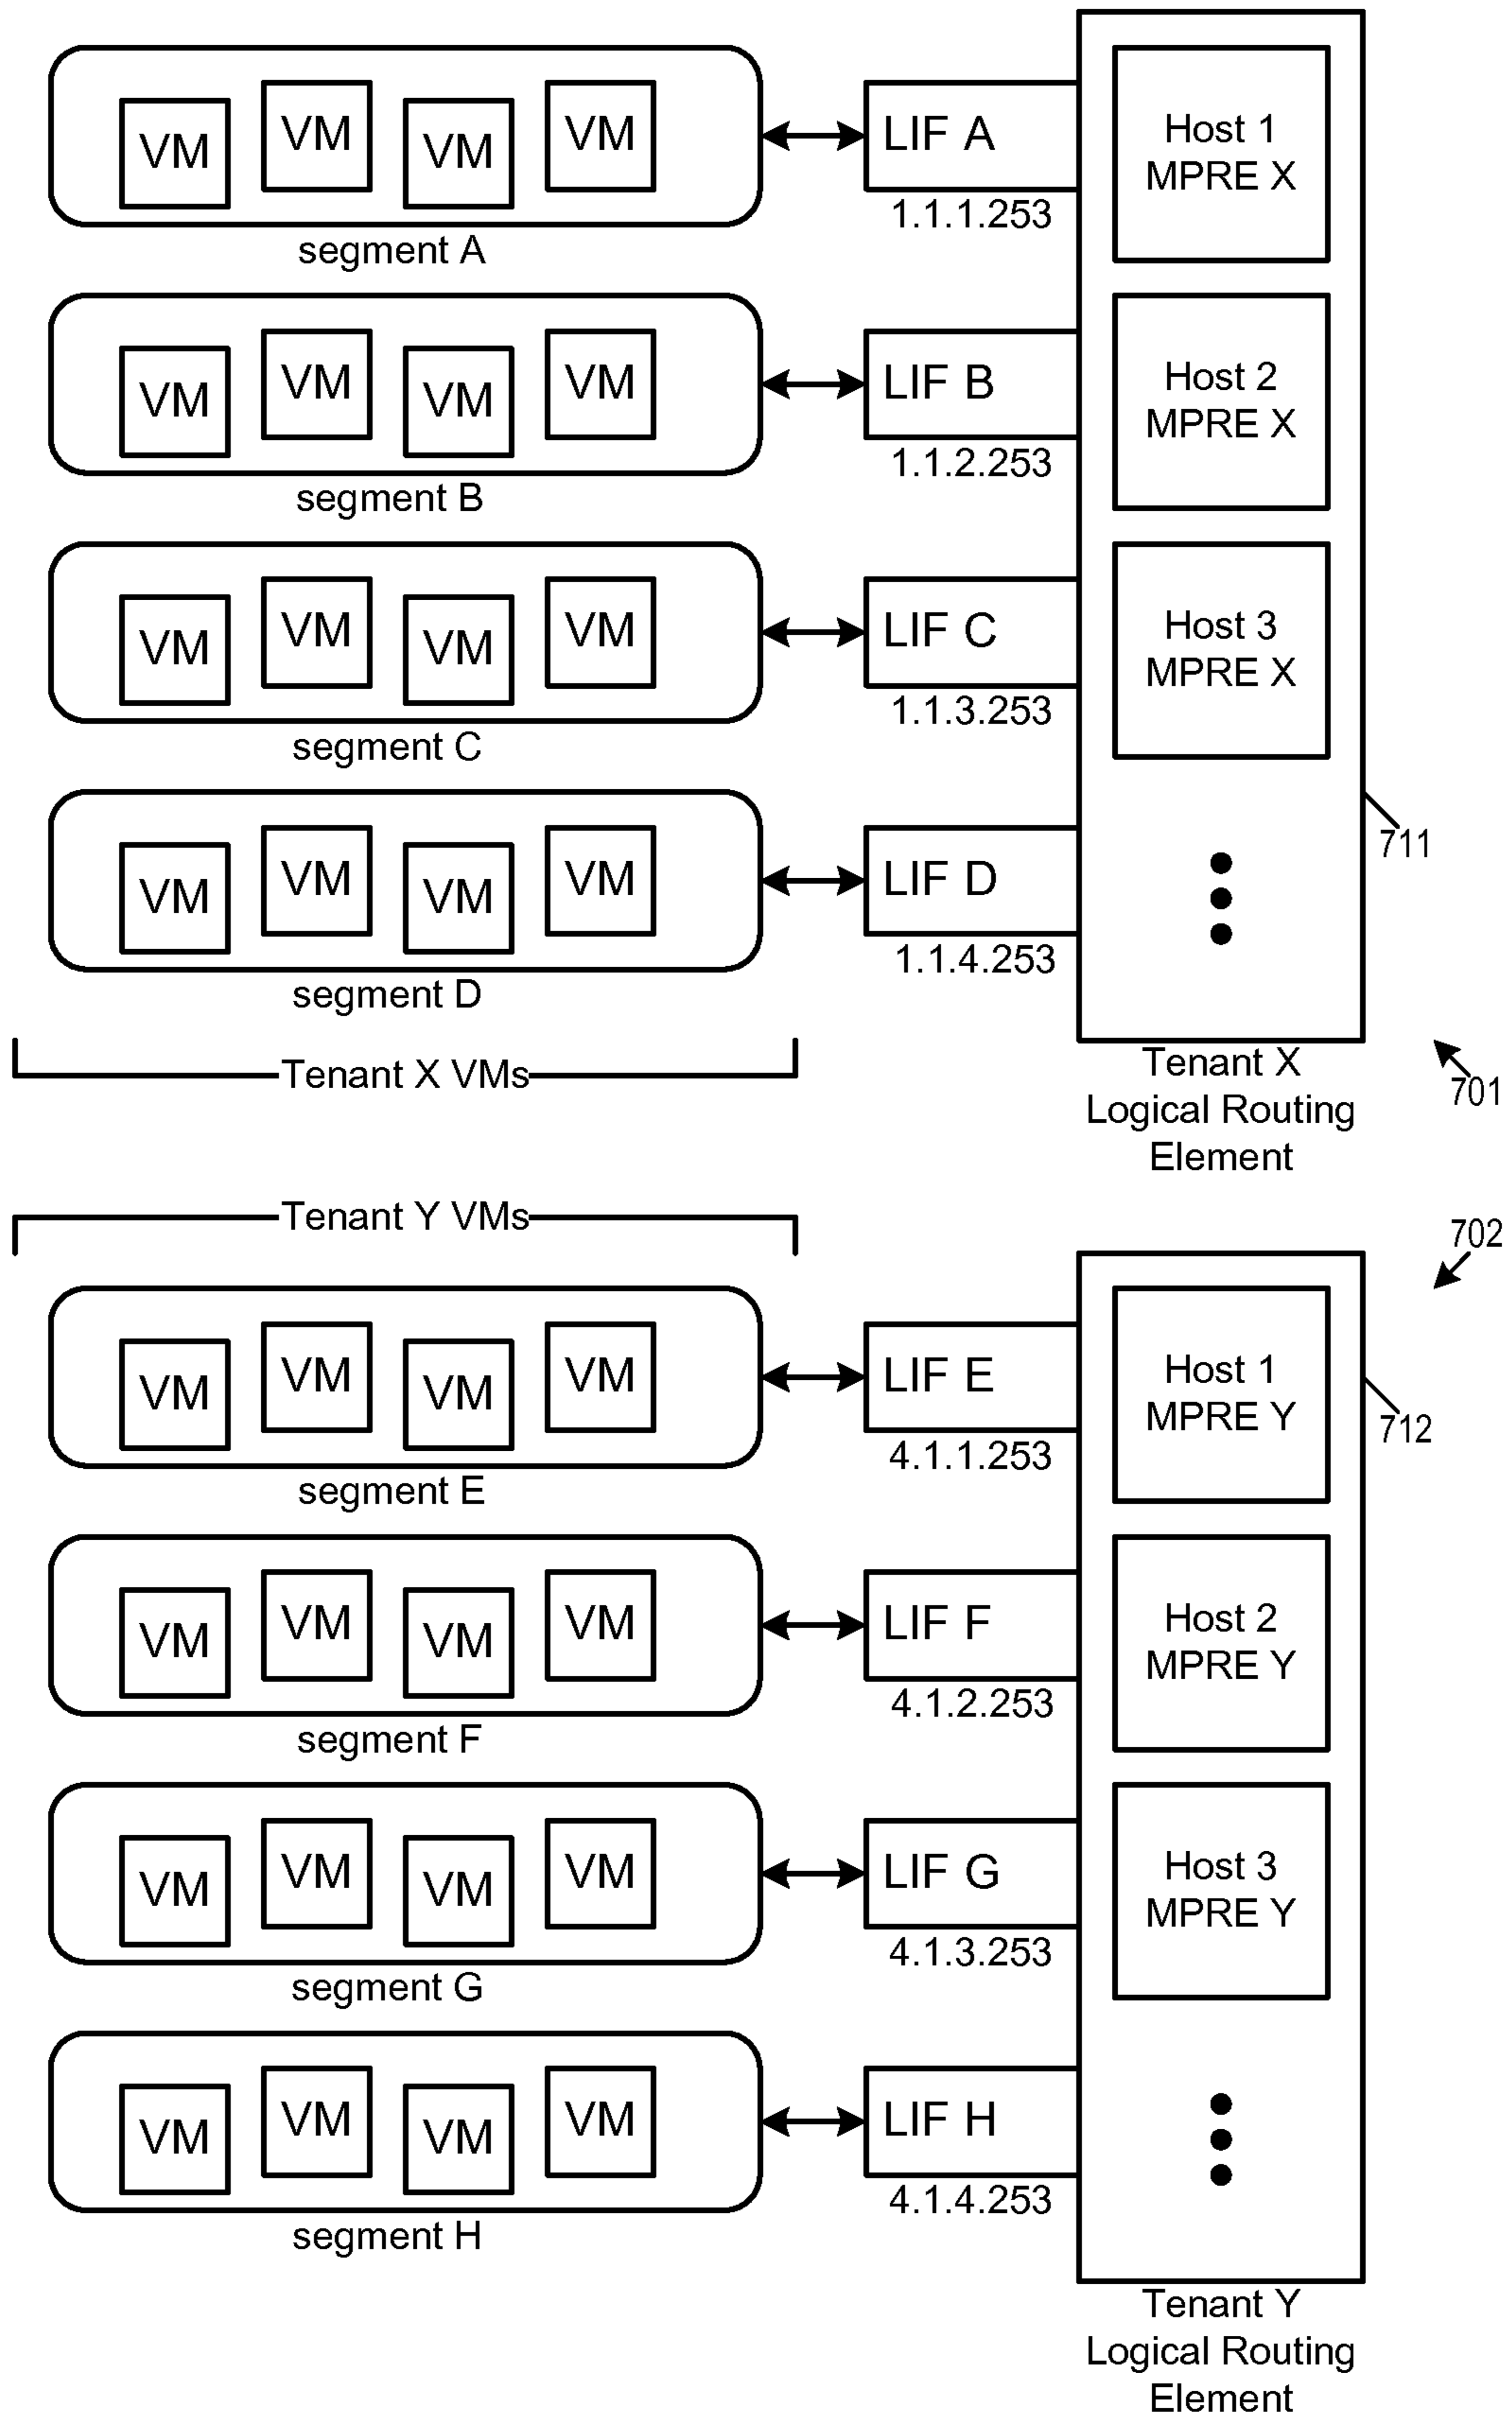 VM VM VM VM
LIF A
1.1.1.253
segment A
Host 1
MPRE X
VM VM VM VM
LIF B
1.1.2.253
segment B
Host 2
MPRE X
VM VM VM VM
LIF C
1.1.3.253
segment C
Host 3
MPRE X
VM VM VM VM
LIF D
1.1.4.253
segment D
711
Tenant X VMs
Tenant X
Logical Routing
Element
701
Tenant Y VMs
702
VM VM VM VM
LIF E
4.1.1.253
segment E
Host 1
MPRE Y
712
VM VM VM VM
LIF F
4.1.2.253
segment F
Host 2
MPRE Y
VM VM VM VM
LIF G
4.1.3.253
segment G
Host 3
MPRE Y
VM VM VM VM
LIF H
4.1.4.253
segment H
Tenant Y
Logical Routing
Element